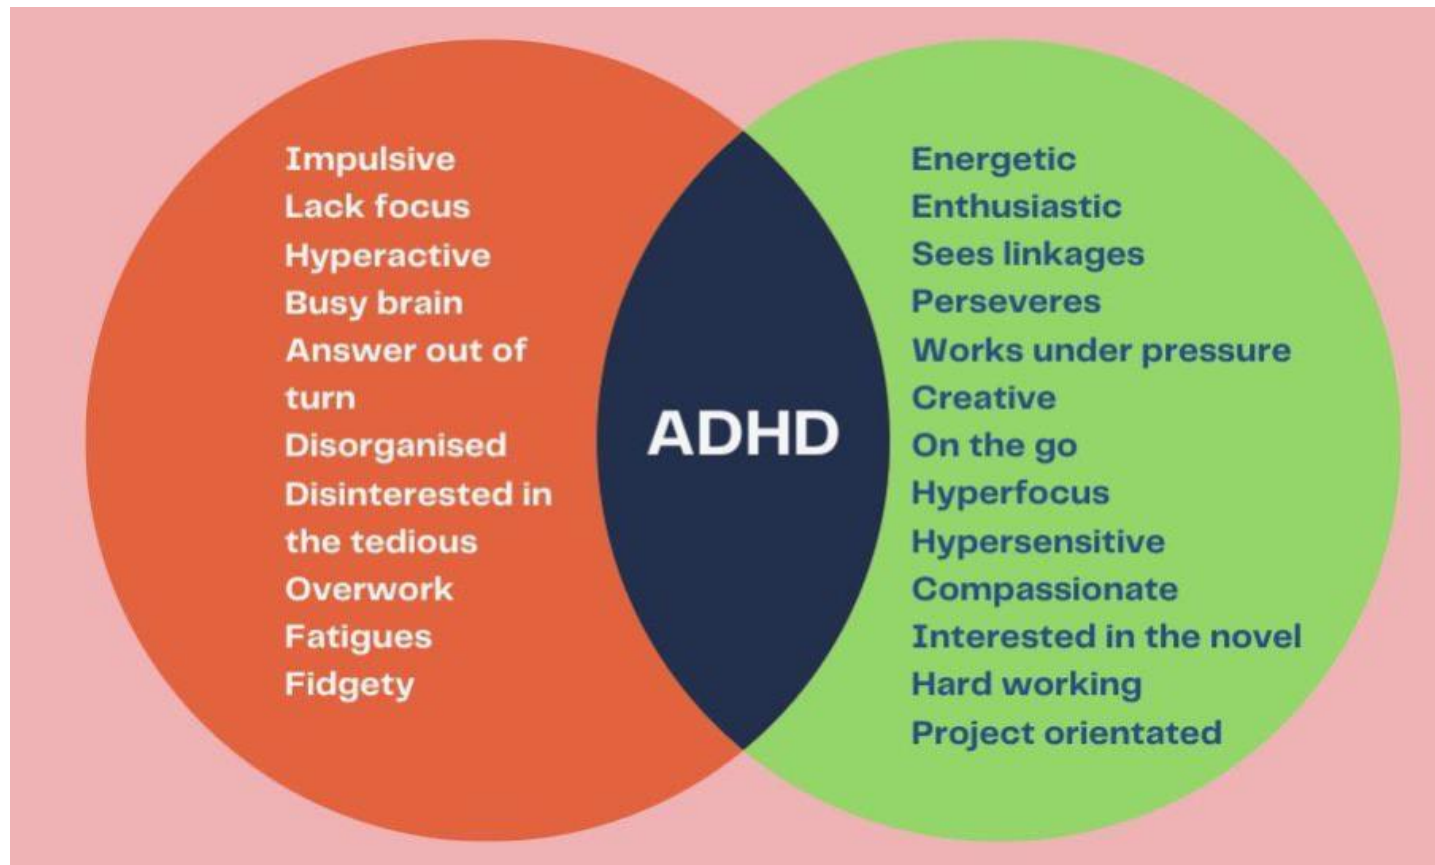 Impulsive
Lack focus
Hyperactive
Busy brain
Answer out of
turn
Disorganised
Disinterested in
the tedious
Overwork
Fatigues
Fidgety
ADHD
Energetic
Enthusiastic
Sees linkages
Perseveres
Works under pressure
Creative
On the go
Hyperfocus
Hypersensitive
Compassionate
Interested in the novel
Hard working
Project orientated